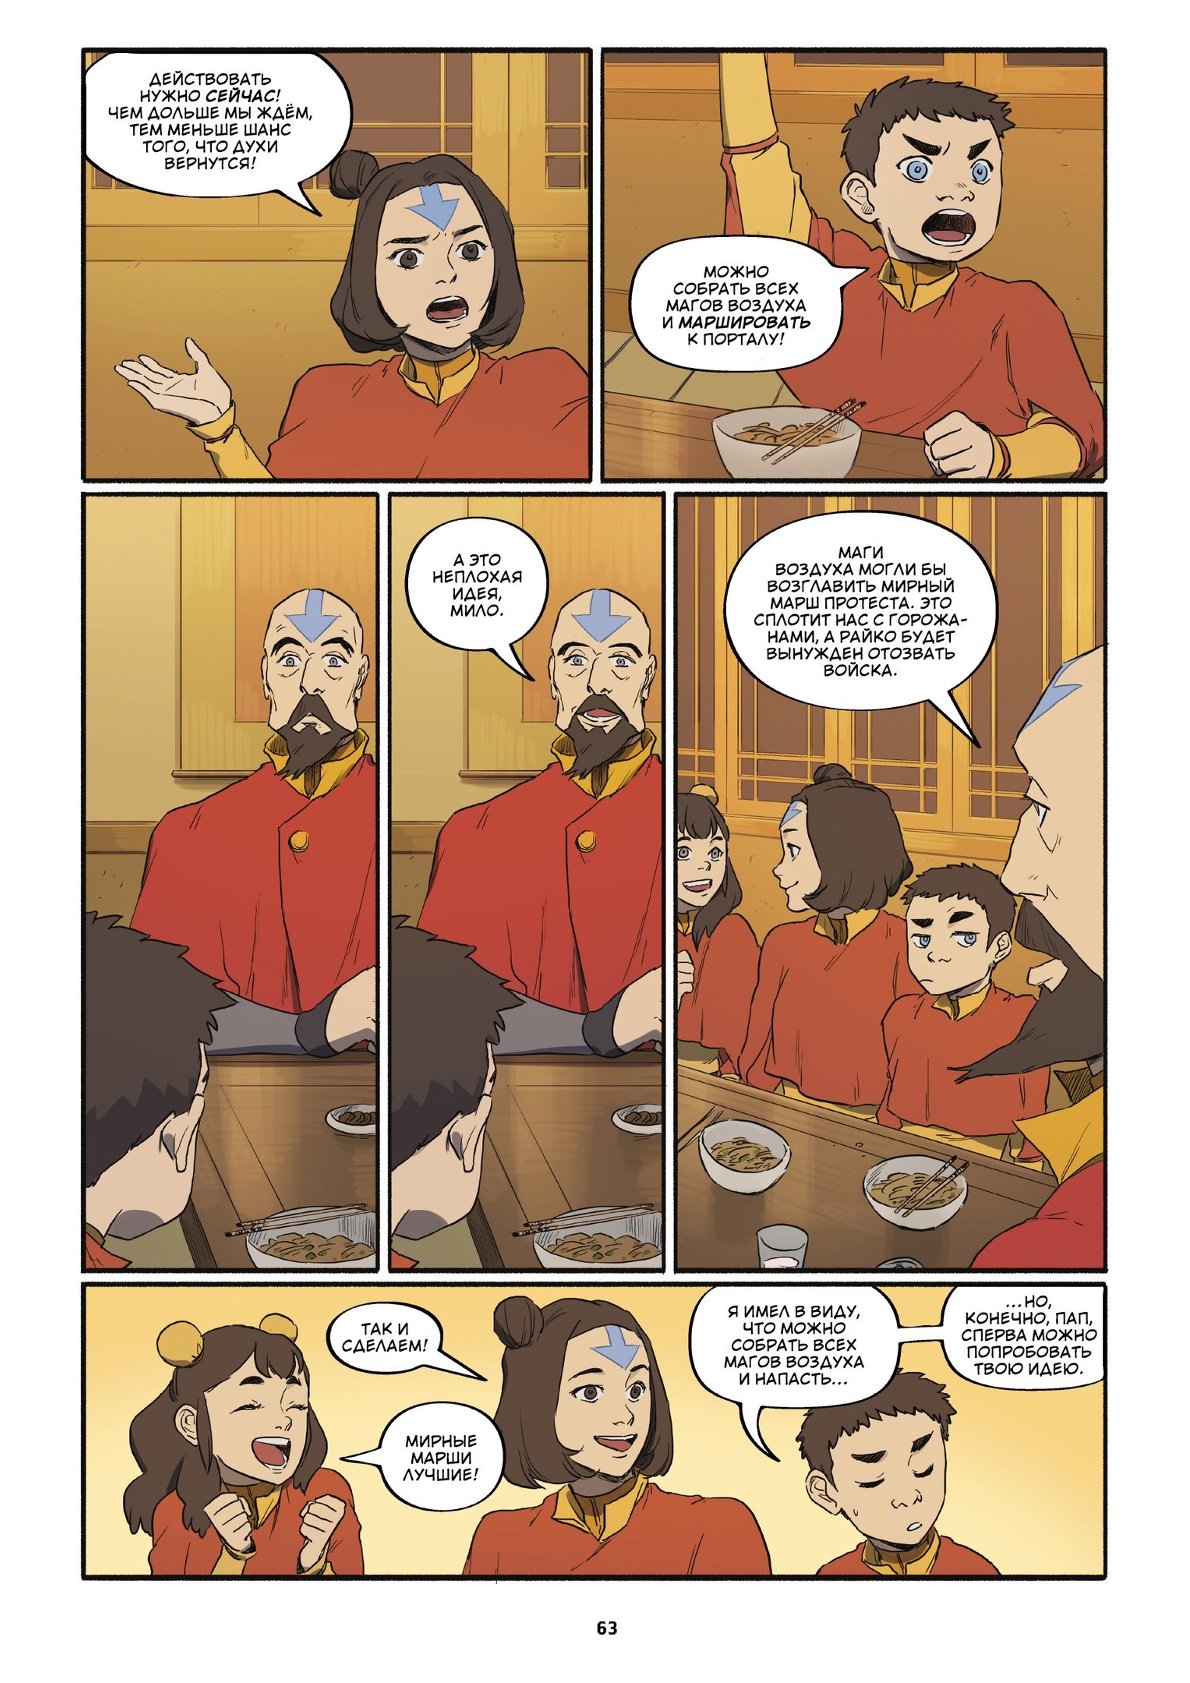 ДЕЙСТВОВАТЬ
НУЖНО СЕЙЧАС!
ЧЕМ ДОЛЬШЕ МЫ ЖДЁМ,
ТЕМ МЕНЬШЕ ШАНС
ТОГО, ЧТО ДУХИ
ВЕРНУТСЯ!
МОЖНО
СОБРАТЬ ВСЕХ
МАГОВ ВОЗДУХА
И МАРШИРОВАТЬ
К ПОРТАЛУ!
А ЭТО
НЕПЛОХАЯ
ИДЕЯ,
МИЛО.
МАГИ
ВОЗДУХА МОГЛИ БЫ
ВОЗГЛАВИТЬ МИРНЫЙ
МАРШ ПРОТЕСТА. ЭТО
СПЛОТИТ НАС С ГОРОЖА-
НАМИ, А РАЙКО БУДЕТ
ВЫНУЖДЕН ОТОЗВАТЬ
ВОЙСКА.
ТАК И
СДЕЛАЕМ!
МИРНЫЕ
МАРШИ
ЛУЧШИЕ!
Я ИМЕЛ В ВИДУ,
ЧТО МОЖНО
СОБРАТЬ ВСЕХ
МАГОВ ВОЗДУХА
И НАПАСТЬ...
...НО,
КОНЕЧНО, ПАП,
СПЕРВА МОЖНО
ПОПРОБОВАТЬ
ТВОЮ ИДЕЮ.
63